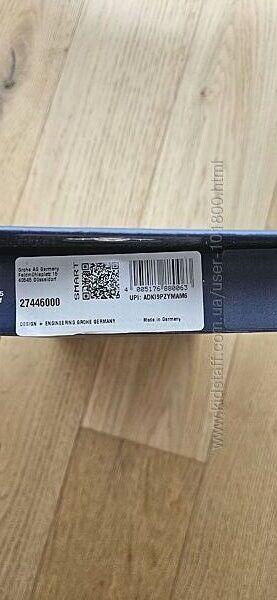 Grohe AG Germany
Feldmühleplatz 15
40545 Düsseldorf
27446000
SMART
4 005176 880063
UPI: ADKI9PZYMAM6
DESIGN + ENGINEERING GROHE GERMANY
Made in Germany
www.kidstaff.com.ua/user-101800.html